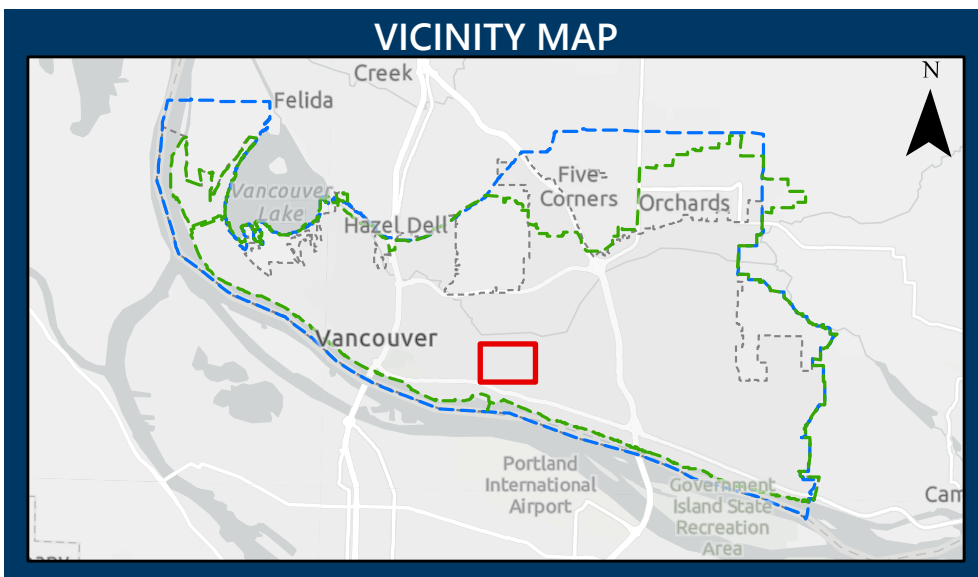 VICINITY MAP
Creek
N
Felida
Five-
Corners
Vancouver
Lake
Orchards
Hazel Dell
Vancouver
Portland
International
Airport
Government
Island State
Recreation
Area
Cam